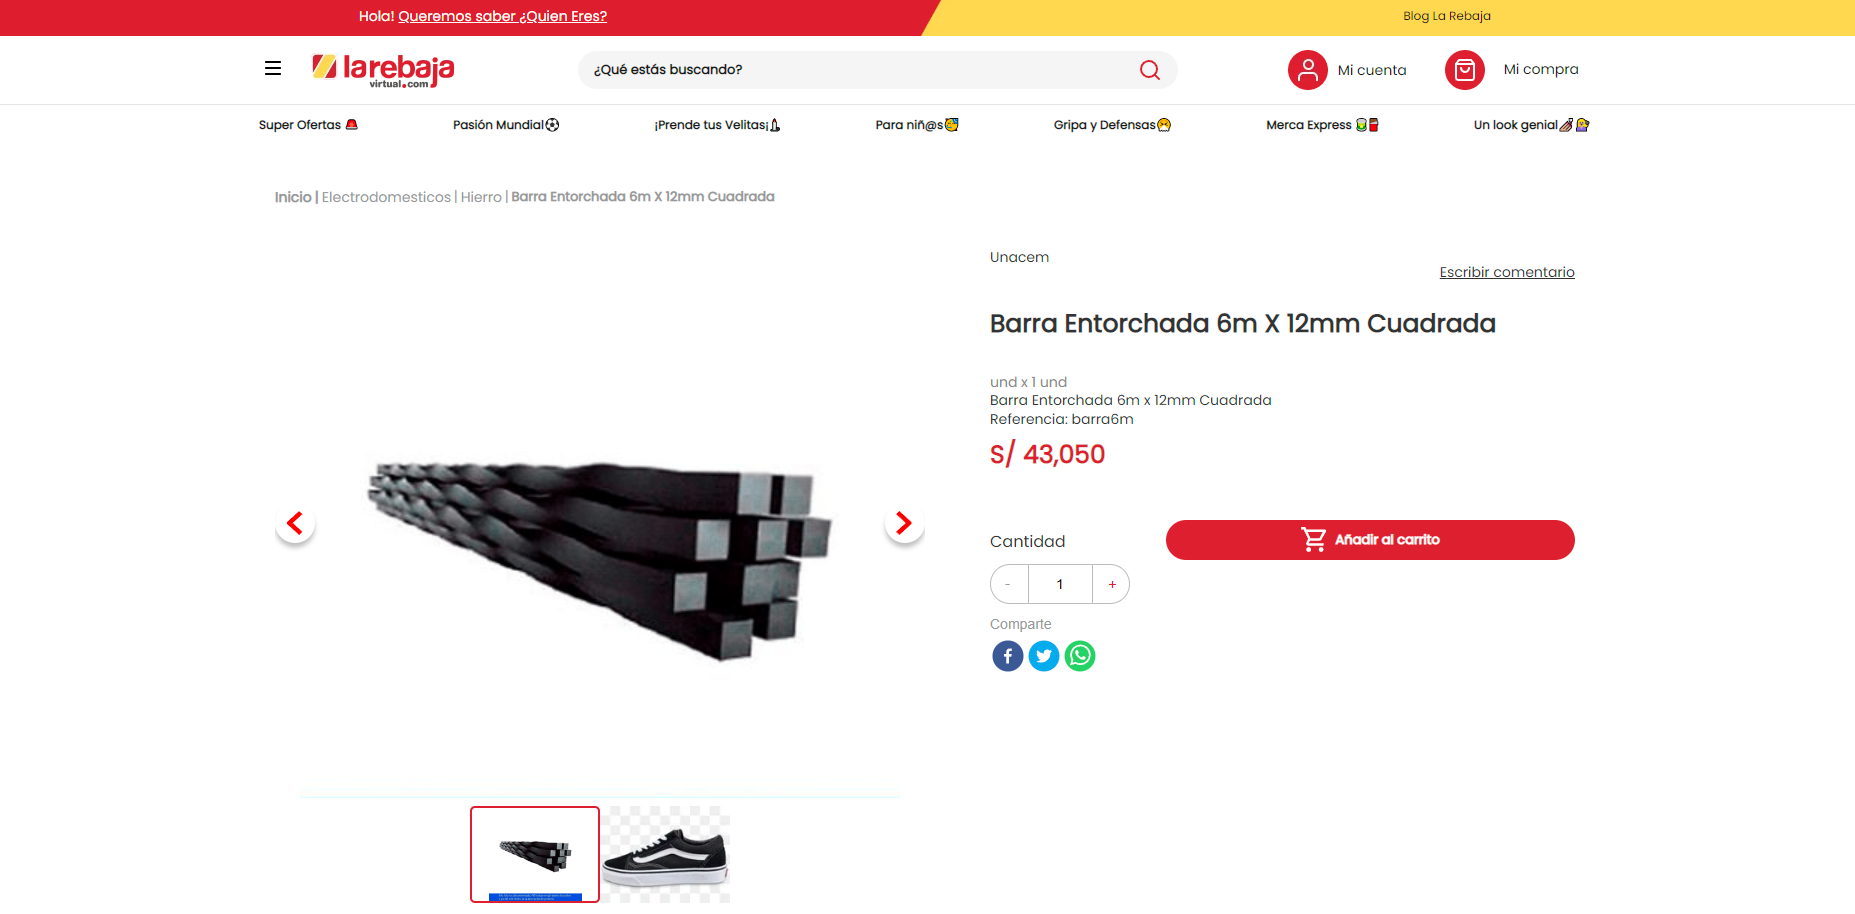 Hola! Queremos saber ¿Quien Eres?
Blog La Rebaja
larebaja
virtual.com
¿Qué estás buscando?
Mi cuenta
Mi compra
Super Ofertas
Pasión Mundial
¡Prende tus Velitas¡
Para niñ@s
Gripa y Defensas
Merca Express
Un look genial
Inicio | Electrodomesticos | Hierro | Barra Entorchada 6m X 12mm Cuadrada
Unacem
Escribir comentario
Barra Entorchada 6m X 12mm Cuadrada
und x 1 und
Barra Entorchada 6m x 12mm Cuadrada
Referencia: barra6m
S/ 43,050
Cantidad
Añadir al carrito
- 1 +
Comparte